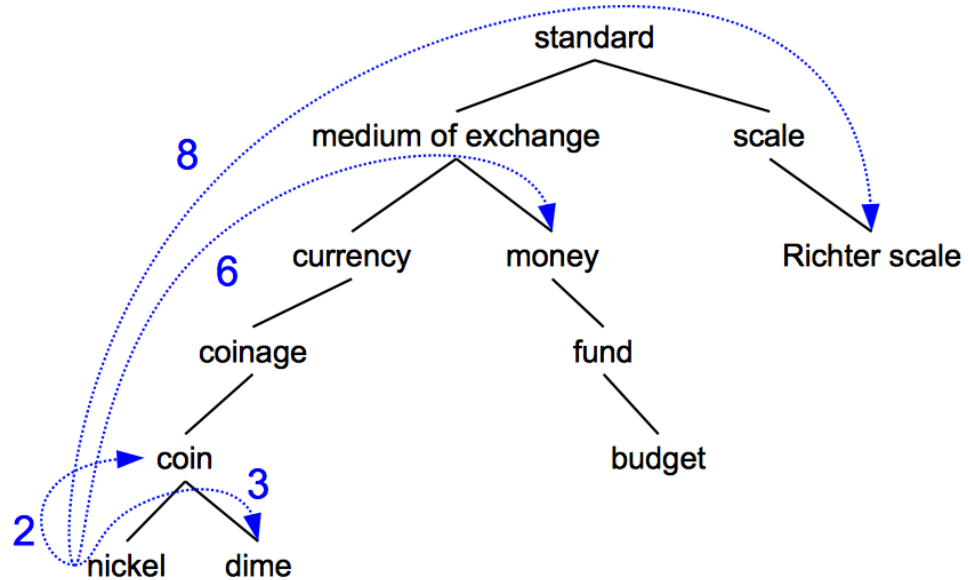 standard
8
medium of exchange
scale
6
currency
money
Richter scale
coinage
fund
coin
3
budget
2
nickel
dime